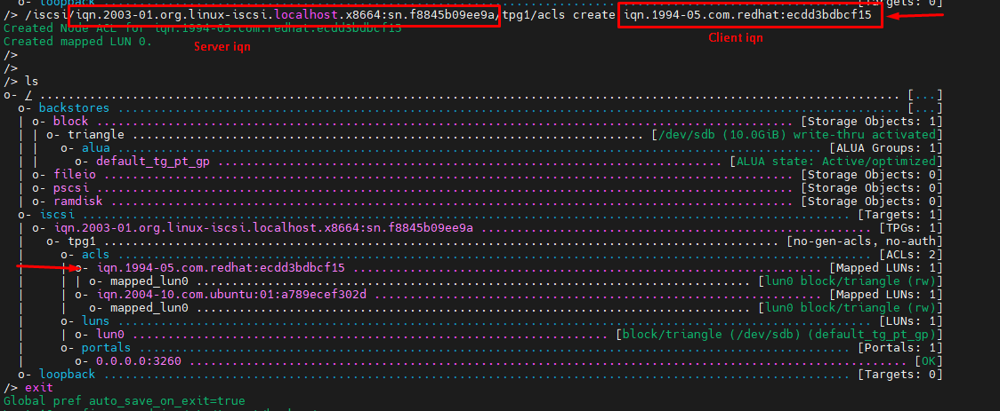 o- loopback ................................................................................................................. [Targets: 0]
/> /iscsi/iqn.2003-01.org.linux-iscsi.localhost.x8664:sn.f8845b09ee9a/tpg1/acls create iqn.1994-05.com.redhat:ecdd3bdbcf15
Created Node ACL for iqn.1994-05.com.redhat:ecdd3bdbcf15
Created mapped LUN 0.
Server iqn
Client iqn
/>
/>
/> ls
o- / ......................................................................................................................... [...]
o- backstores .............................................................................................................. [...]
| o- block .................................................................................................. [Storage Objects: 1]
| | o- triangle ........................................................................ [/dev/sdb (10.0GiB) write-thru activated]
| | o- alua ................................................................................................... [ALUA Groups: 1]
| | o- default_tg_pt_gp ....................................................................... [ALUA state: Active/optimized]
| o- fileio ................................................................................................. [Storage Objects: 0]
| o- pscsi .................................................................................................. [Storage Objects: 0]
| o- ramdisk ................................................................................................ [Storage Objects: 0]
o- iscsi ............................................................................................................ [Targets: 1]
| o- iqn.2003-01.org.linux-iscsi.localhost.x8664:sn.f8845b09ee9a ....................................................... [TPGs: 1]
| o- tpg1 ............................................................................................... [no-gen-acls, no-auth]
| o- acls .......................................................................................................... [ACLs: 2]
| | o- iqn.1994-05.com.redhat:ecdd3bdbcf15 .................................................................. [Mapped LUNs: 1]
| | | o- mapped_lun0 ............................................................................... [lun0 block/triangle (rw)]
| | o- iqn.2004-10.com.ubuntu:01:a789ecef302d ............................................................... [Mapped LUNs: 1]
| | o- mapped_lun0 ............................................................................... [lun0 block/triangle (rw)]
| o- luns .......................................................................................................... [LUNs: 1]
| | o- lun0 .................................................................... [block/triangle (/dev/sdb) (default_tg_pt_gp)]
| o- portals .................................................................................................... [Portals: 1]
| o- 0.0.0.0:3260 ..................................................................................................... [OK]
o- loopback ......................................................................................................... [Targets: 0]
/> exit
Global pref auto_save_on_exit=true